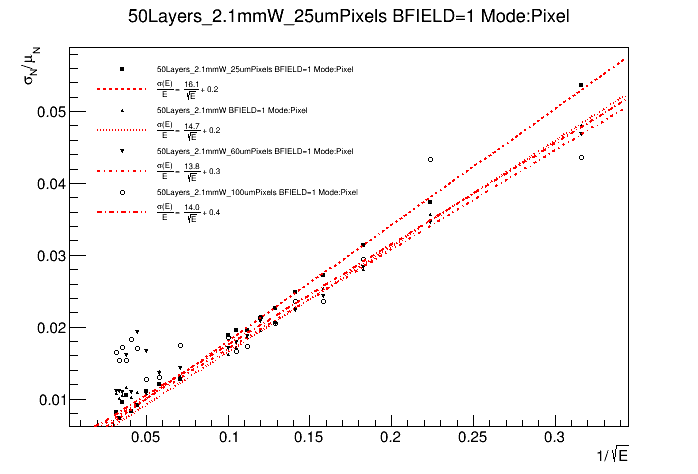 50Layers_2.1mmW_25umPixels BFIELD=1 Mode:Pixel
σN/μN
50Layers_2.1mmW_25umPixels BFIELD=1 Mode:Pixel
σ(E)/E = 16.1/√E + 0.2
50Layers_2.1mmW BFIELD=1 Mode:Pixel
σ(E)/E = 14.7/√E + 0.2
50Layers_2.1mmW_60umPixels BFIELD=1 Mode:Pixel
σ(E)/E = 13.8/√E + 0.3
50Layers_2.1mmW_100umPixels BFIELD=1 Mode:Pixel
σ(E)/E = 14.0/√E + 0.4
0.05
0.04
0.03
0.02
0.01
0.05 0.1 0.15 0.2 0.25 0.3
1/√E